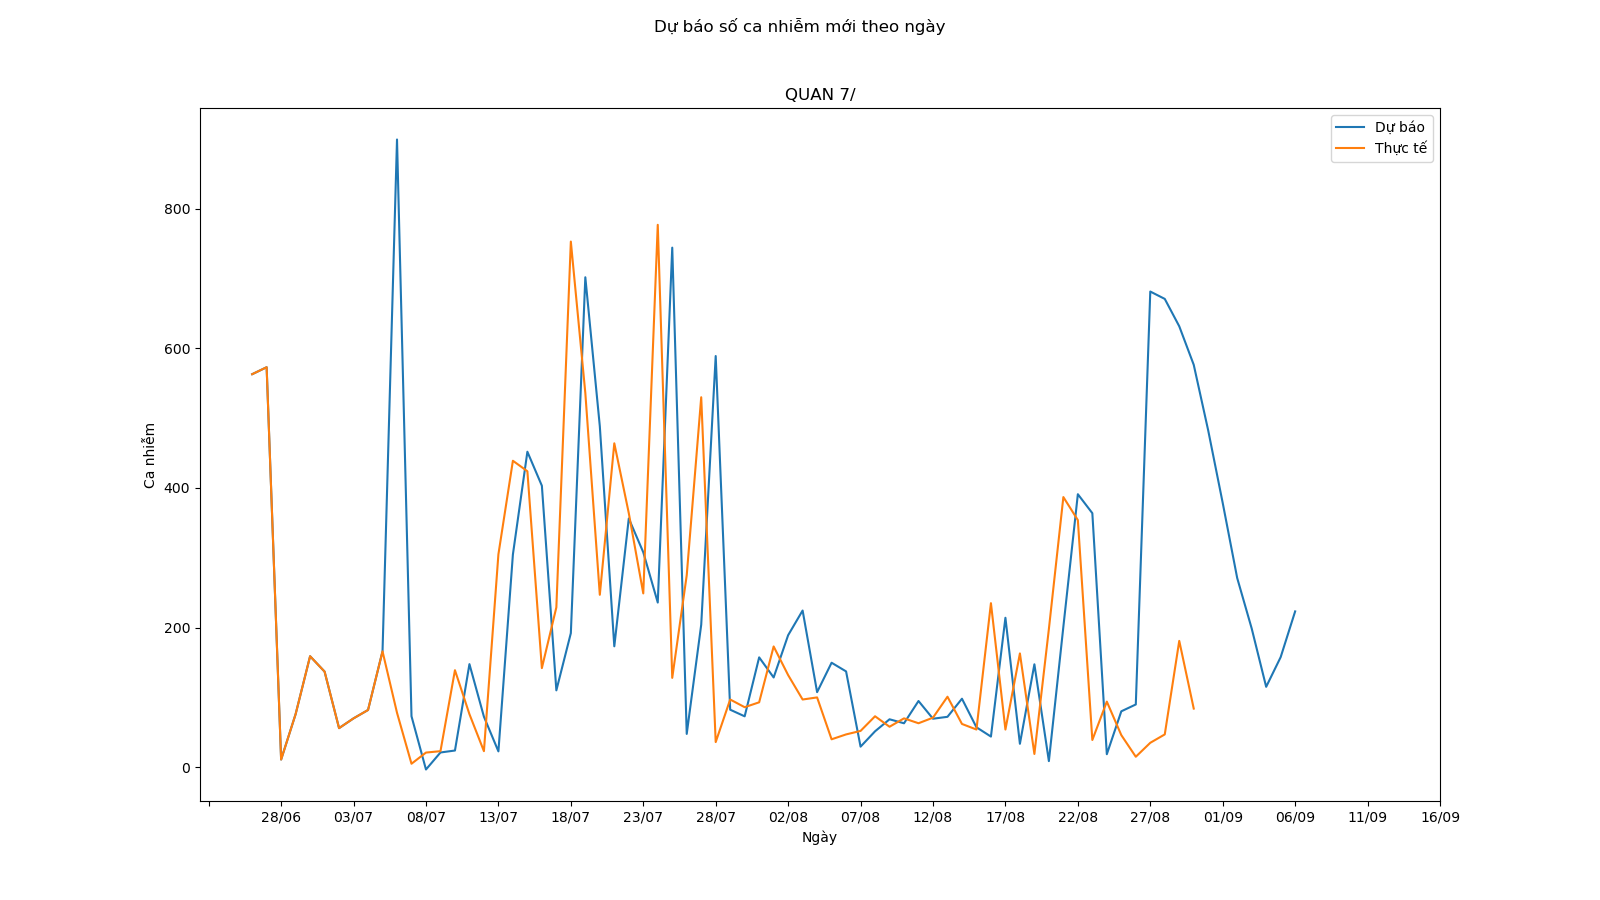 Dự báo số ca nhiễm mới theo ngày
QUAN 7/
Dự báo
Thực tế
800
600
400
200
0
Ca nhiễm
28/06 03/07 08/07 13/07 18/07 23/07 28/07 02/08 07/08 12/08 17/08 22/08 27/08 01/09 06/09 11/09 16/09
Ngày